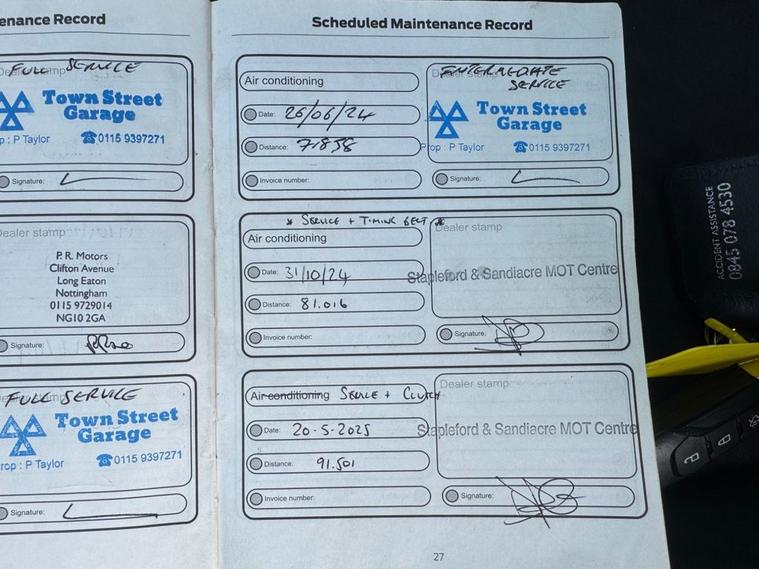 enance Record
FULL SERVICE
Town Street
Garage
p : P Taylor ☎0115 9397271
Signature:
Dealer stamp
P. R. Motors
Clifton Avenue
Long Eaton
Nottingham
0115 9729014
NG10 2GA
Signature:
FULL SERVICE
Town Street
Garage
rop : P Taylor ☎0115 9397271
Signature:
Scheduled Maintenance Record
Air conditioning
Date: 26/06/24
Distance: 71858
Invoice number:
INTERMEDIATE
SERVICE
Town Street
Garage
Prop : P Taylor ☎0115 9397271
Signature:
* SERVICE + TIMING BELT *
Air conditioning
Date: 31/10/24
Distance: 81.016
Invoice number:
Dealer stamp
Stapleford & Sandiacre MOT Centre
Signature:
Air conditioning SERVICE + CLUTCH
Date: 20-5-2025
Distance: 91.501
Invoice number:
Dealer stamp
Stapleford & Sandiacre MOT Centre
Signature:
27
ACCIDENT ASSISTANCE
0845 078 4530